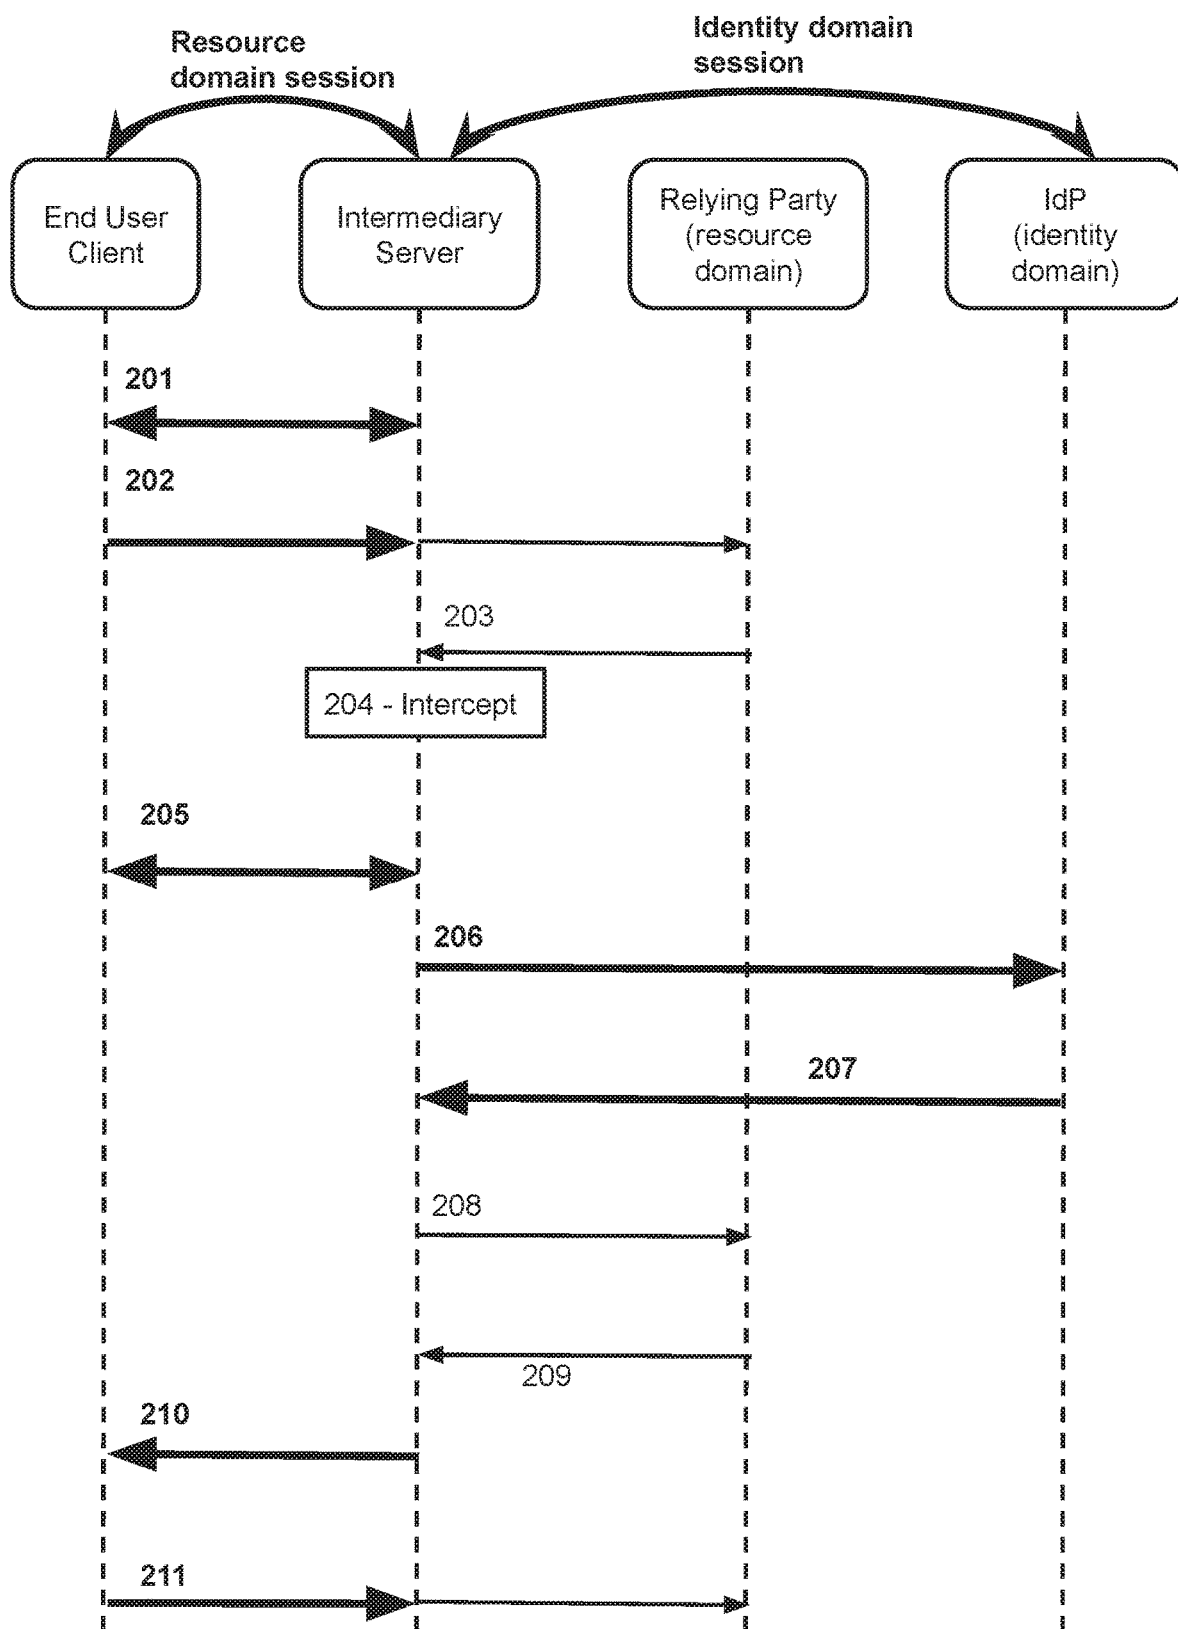 Resource
domain session
Identity domain
session
End User
Client
Intermediary
Server
Relying Party
(resource
domain)
IdP
(identity
domain)
201
202
203
204 - Intercept
205
206
207
208
209
210
211